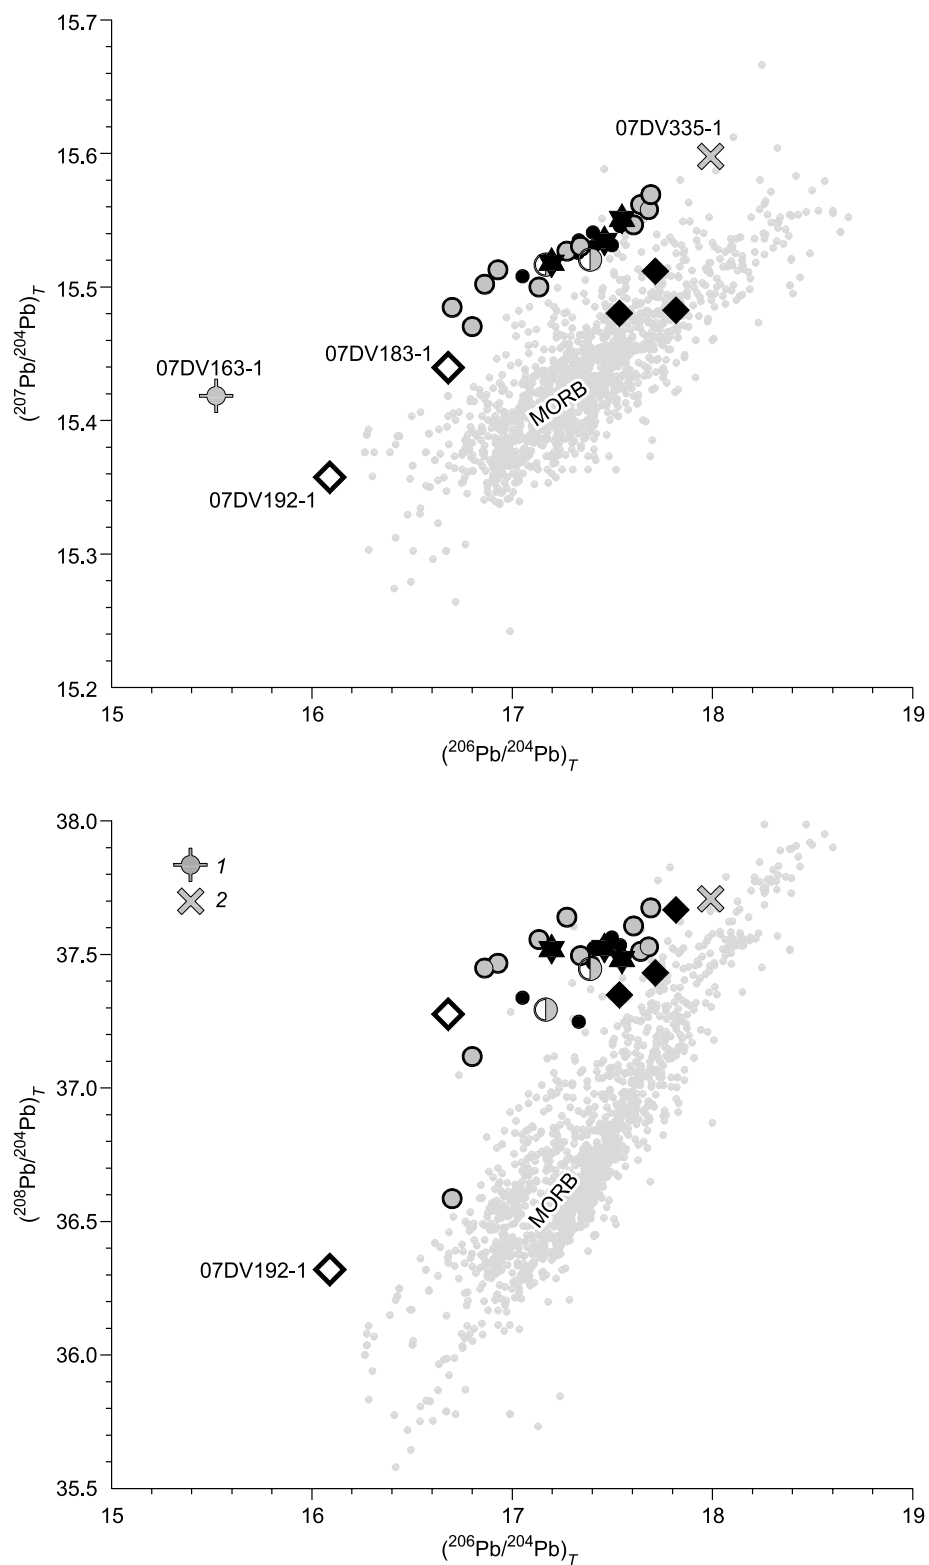 15.7
15.6
15.5
15.4
15.3
15.2
(²⁰⁷Pb/²⁰⁴Pb)T
07DV335-1
07DV183-1
07DV163-1
MORB
07DV192-1
15 16 17 18 19
(²⁰⁶Pb/²⁰⁴Pb)T
38.0
37.5
37.0
36.5
36.0
35.5
(²⁰⁸Pb/²⁰⁴Pb)T
1
2
MORB
07DV192-1
15 16 17 18 19
(²⁰⁶Pb/²⁰⁴Pb)T